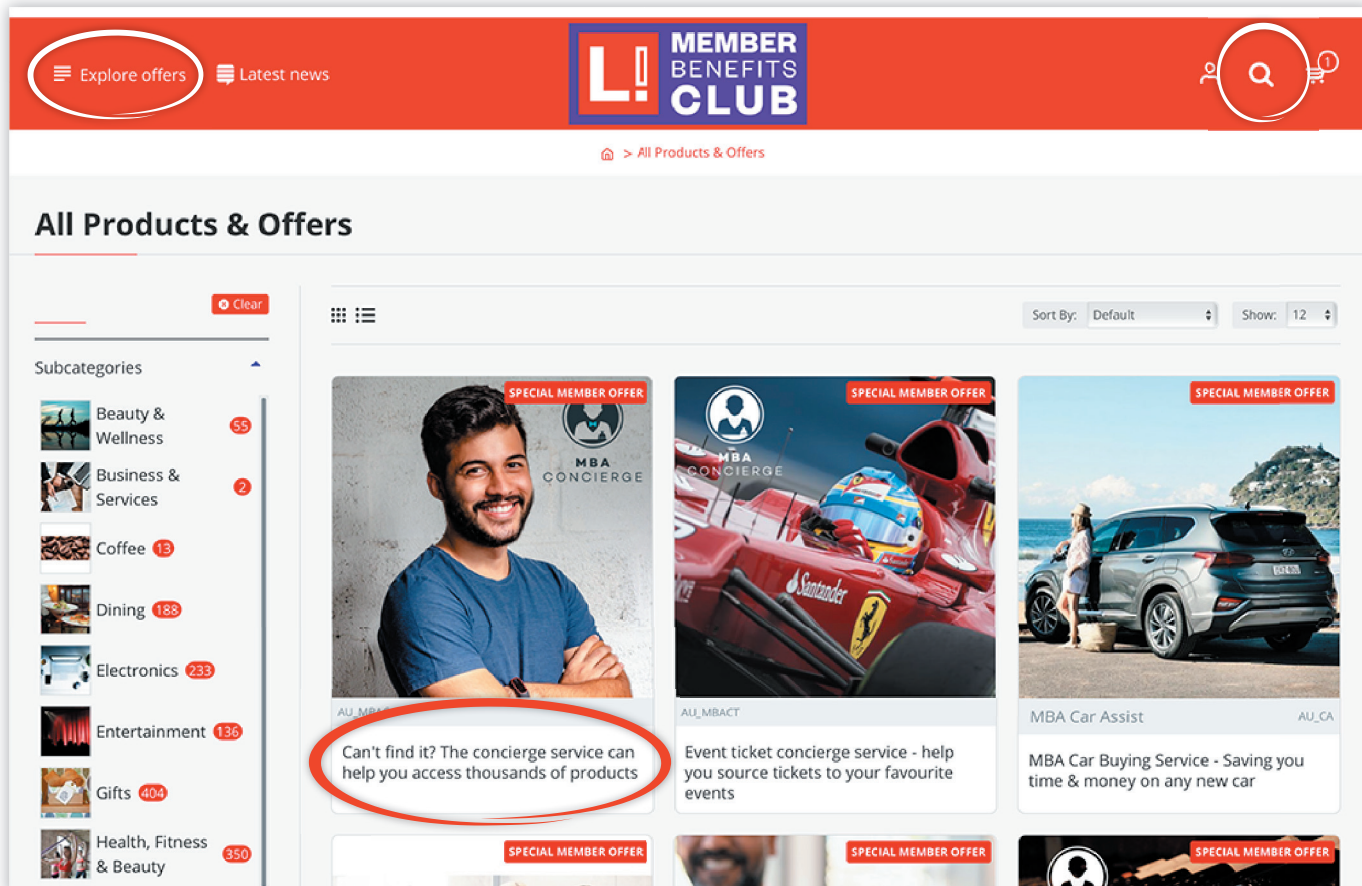 Explore offers
Latest news
L!
MEMBER
BENEFITS
CLUB
1
> All Products & Offers
All Products & Offers
Clear
Sort By: Default
Show: 12
Subcategories
Beauty &
Wellness
55
Business &
Services
2
Coffee 13
Dining 188
Electronics 233
Entertainment 136
Gifts 404
Health, Fitness
& Beauty
350
SPECIAL MEMBER OFFER
MBA
CONCIERGE
AU_MBAC
Can't find it? The concierge service can
help you access thousands of products
SPECIAL MEMBER OFFER
MBA
CONCIERGE
Santander
AU_MBACT
Event ticket concierge service - help
you source tickets to your favourite
events
SPECIAL MEMBER OFFER
MBA Car Assist
AU_CA
MBA Car Buying Service - Saving you
time & money on any new car
SPECIAL MEMBER OFFER
SPECIAL MEMBER OFFER
SPECIAL MEMBER OFFER